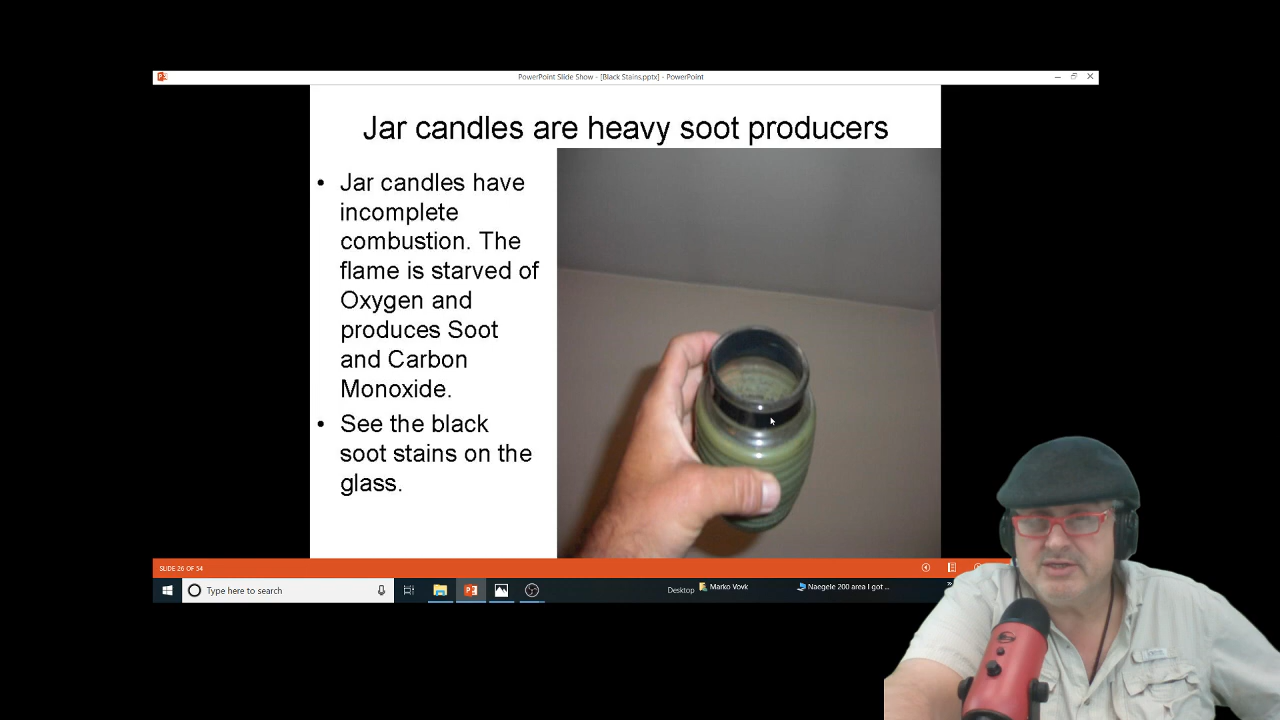 PowerPoint Slide Show - [Black Stains.pptx] - PowerPoint
Jar candles are heavy soot producers
• Jar candles have
incomplete
combustion. The
flame is starved of
Oxygen and
produces Soot
and Carbon
Monoxide.
• See the black
soot stains on the
glass.
SLIDE 26 OF 54
Type here to search
Desktop
Marko Vovk
Naegele 200 area I got ...